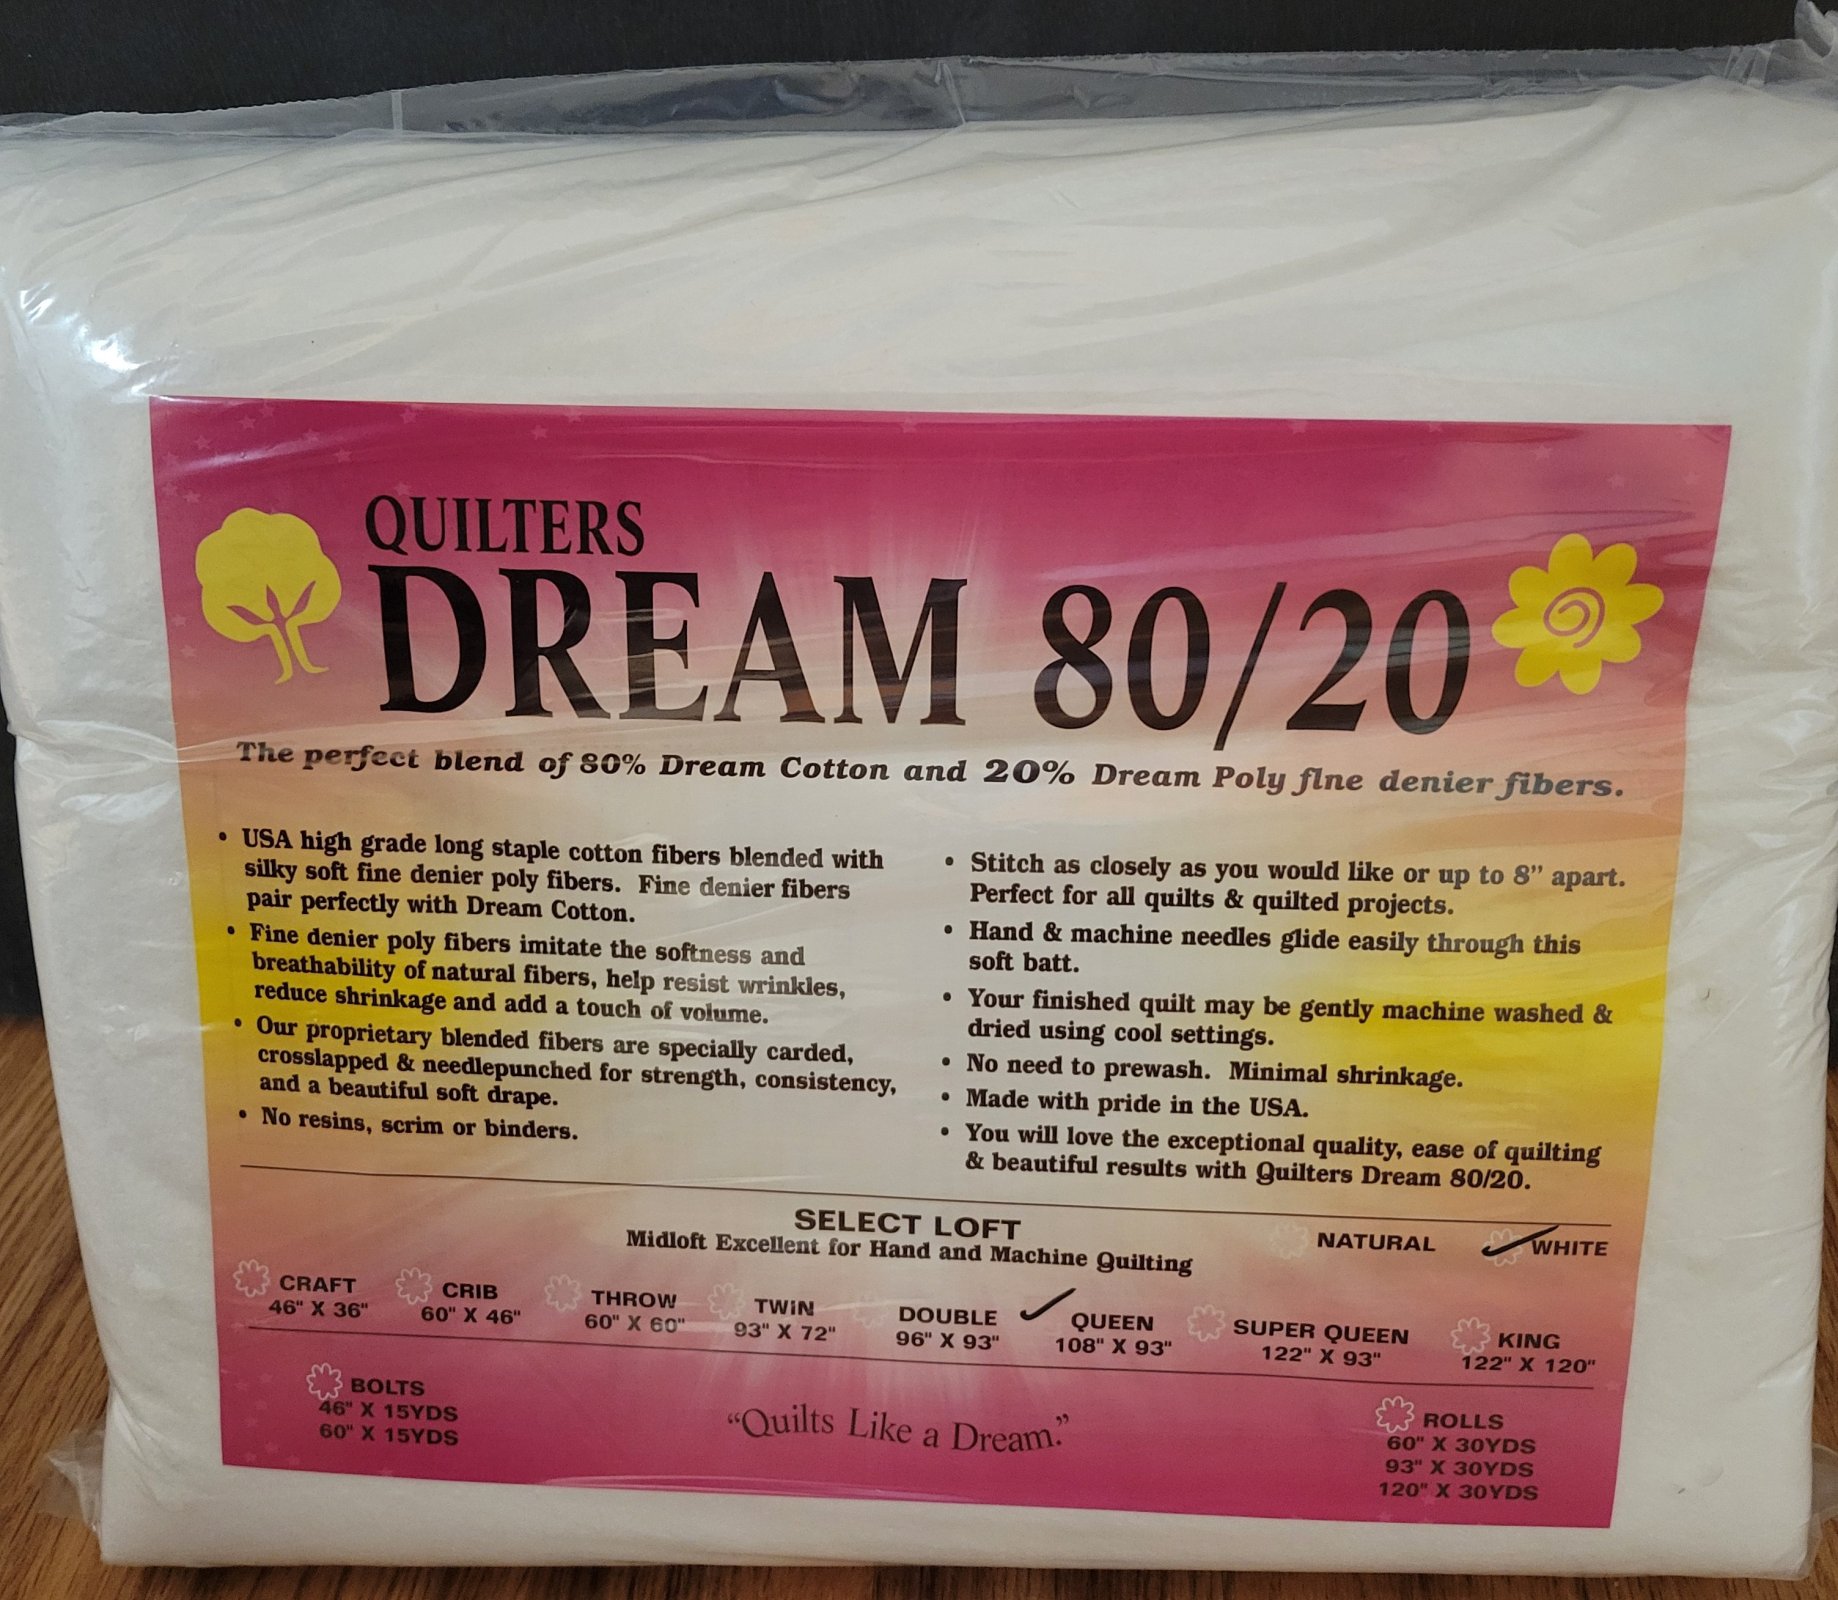 QUILTERS
DREAM 80/20
The perfect blend of 80% Dream Cotton and 20% Dream Poly fine denier fibers.
• USA high grade long staple cotton fibers blended with
silky soft fine denier poly fibers. Fine denier fibers
pair perfectly with Dream Cotton.
• Fine denier poly fibers imitate the softness and
breathability of natural fibers, help resist wrinkles,
reduce shrinkage and add a touch of volume.
• Our proprietary blended fibers are specially carded,
crosslapped & needlepunched for strength, consistency,
and a beautiful soft drape.
• No resins, scrim or binders.
• Stitch as closely as you would like or up to 8” apart.
Perfect for all quilts & quilted projects.
• Hand & machine needles glide easily through this
soft batt.
• Your finished quilt may be gently machine washed &
dried using cool settings.
• No need to prewash. Minimal shrinkage.
• Made with pride in the USA.
• You will love the exceptional quality, ease of quilting
& beautiful results with Quilters Dream 80/20.
SELECT LOFT
Midloft Excellent for Hand and Machine Quilting
NATURAL ✓ WHITE
CRAFT
46" X 36"
CRIB
60" X 46"
THROW
60" X 60"
TWIN
93" X 72"
DOUBLE
96" X 93"
✓ QUEEN
108" X 93"
SUPER QUEEN
122" X 93"
KING
122" X 120"
BOLTS
46" X 15YDS
60" X 15YDS
“Quilts Like a Dream.”
ROLLS
60" X 30YDS
93" X 30YDS
120" X 30YDS